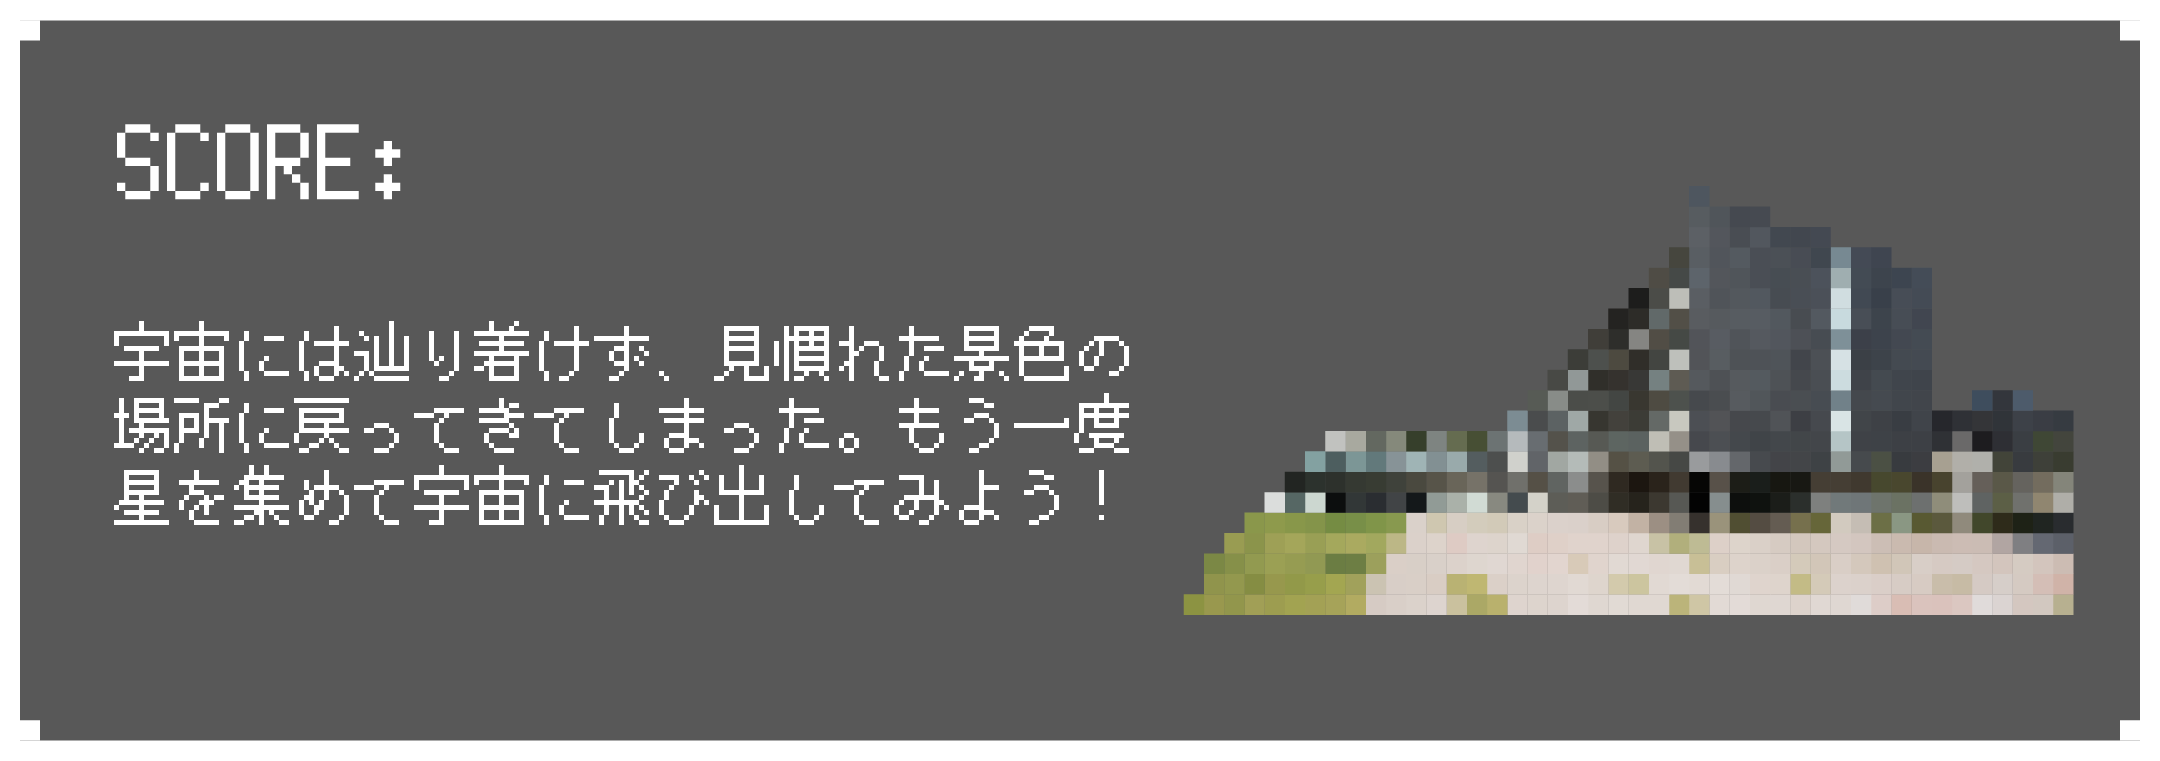 SCORE:
宇宙には辿り着けず、見慣れた景色の
場所に戻ってきてしまった。もう一度
星を集めて宇宙に飛び出してみよう！